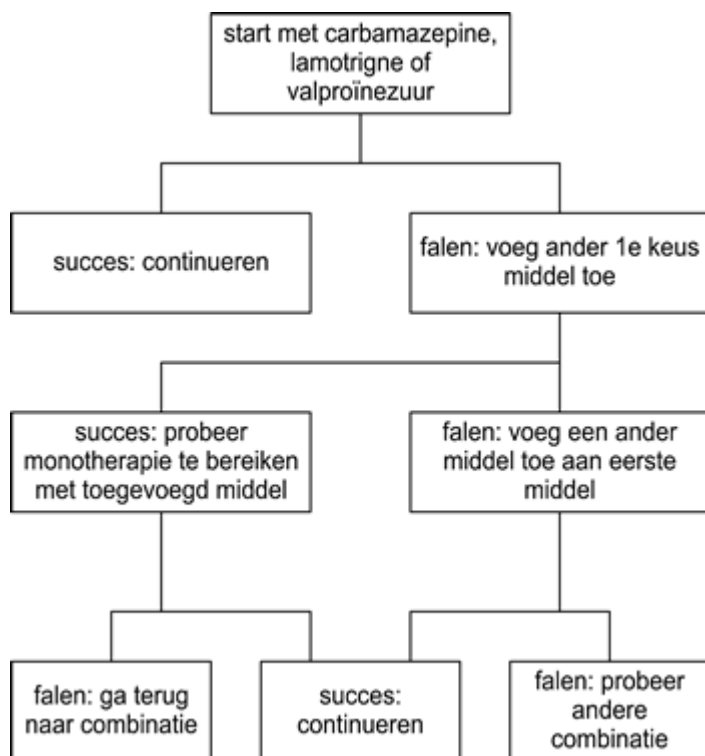 start met carbamazepine,
lamotrigne of
valproïnezuur
succes: continueren
falen: voeg ander 1e keus
middel toe
succes: probeer
monotherapie te bereiken
met toegevoegd middel
falen: voeg een ander
middel toe aan eerste
middel
falen: ga terug
naar combinatie
succes:
continueren
falen: probeer
andere
combinatie